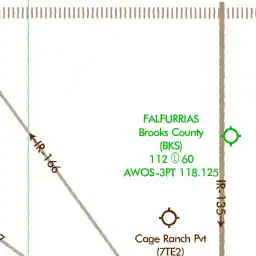 FALFURRIAS
Brooks County
(BKS)
112 Ⓛ 60
AWOS-3PT 118.125
IR-166
IR-135
Cage Ranch Pvt
(7TE2)